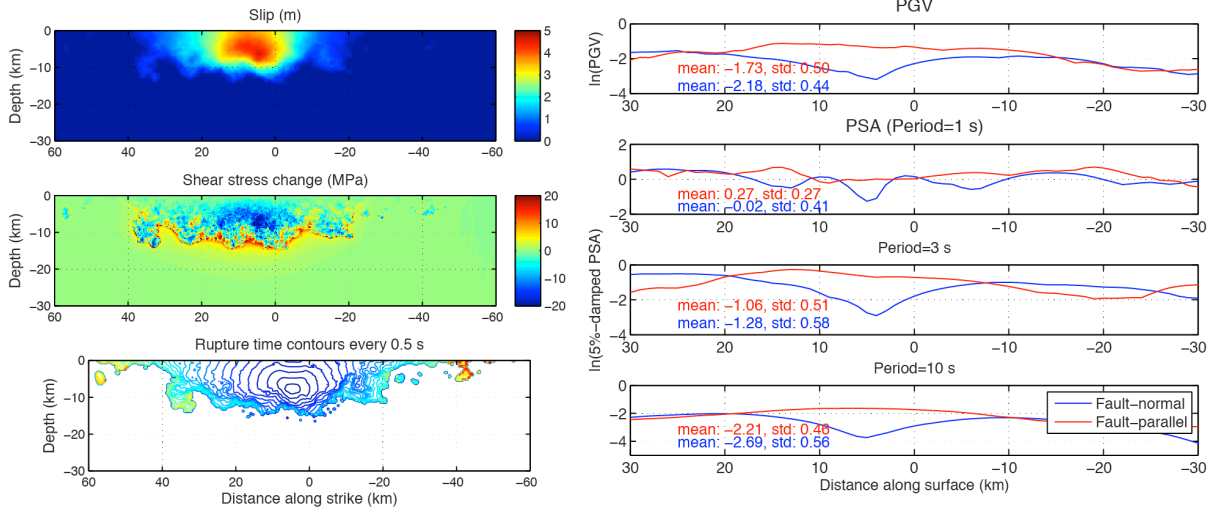 Slip (m)
0
−10
−20
−30
Depth (km)
60 40 20 0 −20 −40 −60
5
4
3
2
1
0
Shear stress change (MPa)
0
−10
−20
−30
Depth (km)
60 40 20 0 −20 −40 −60
20
10
0
−10
−20
Rupture time contours every 0.5 s
0
−10
−20
−30
Depth (km)
60 40 20 0 −20 −40 −60
Distance along strike (km)
PGV
0
−2
−4
ln(PGV)
mean: −1.73, std: 0.50
mean: −2.18, std: 0.44
30 20 10 0 −10 −20 −30
PSA (Period=1 s)
2
0
−2
mean: 0.27, std: 0.27
mean: −0.02, std: 0.41
30 20 10 0 −10 −20 −30
ln(5%−damped PSA)
Period=3 s
0
−2
−4
mean: −1.06, std: 0.51
mean: −1.28, std: 0.58
30 20 10 0 −10 −20 −30
Period=10 s
0
−2
−4
mean: −2.21, std: 0.46
mean: −2.69, std: 0.56
Fault−normal
Fault−parallel
30 20 10 0 −10 −20 −30
Distance along surface (km)